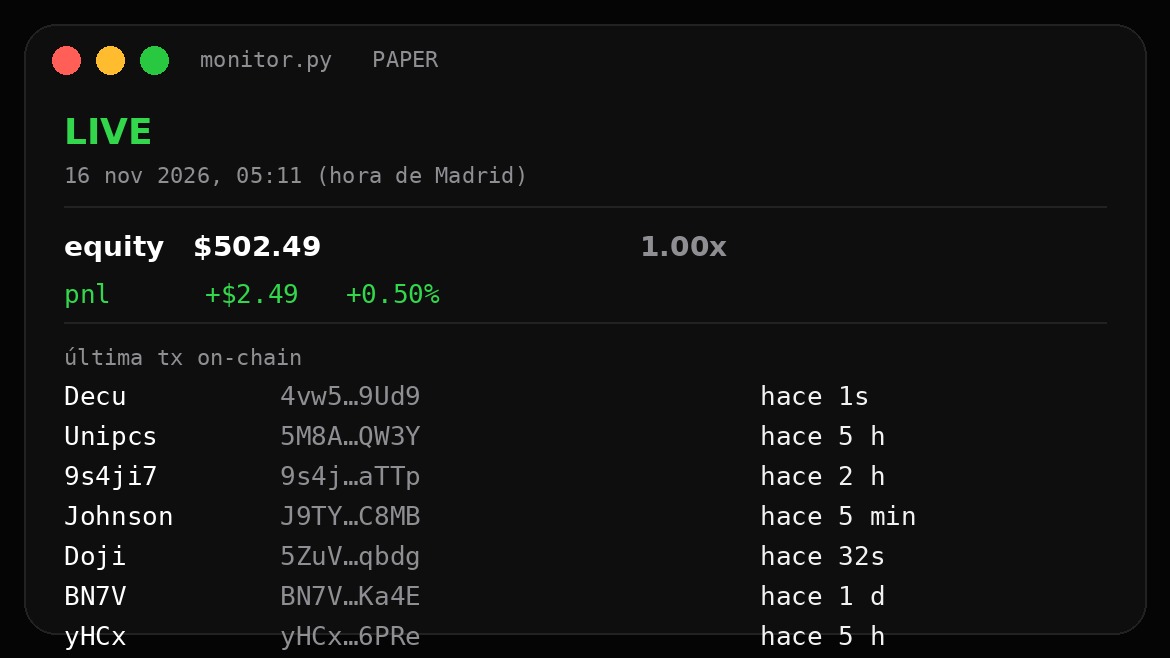 monitor.py PAPER
LIVE
16 nov 2026, 05:11 (hora de Madrid)
equity $502.49 1.00x
pnl +$2.49 +0.50%
última tx on-chain
Decu 4vw5…9Ud9 hace 1s
Unipcs 5M8A…QW3Y hace 5 h
9s4ji7 9s4j…aTTp hace 2 h
Johnson J9TY…C8MB hace 5 min
Doji 5ZuV…qbdg hace 32s
BN7V BN7V…Ka4E hace 1 d
yHCx yHCx…6PRe hace 5 h